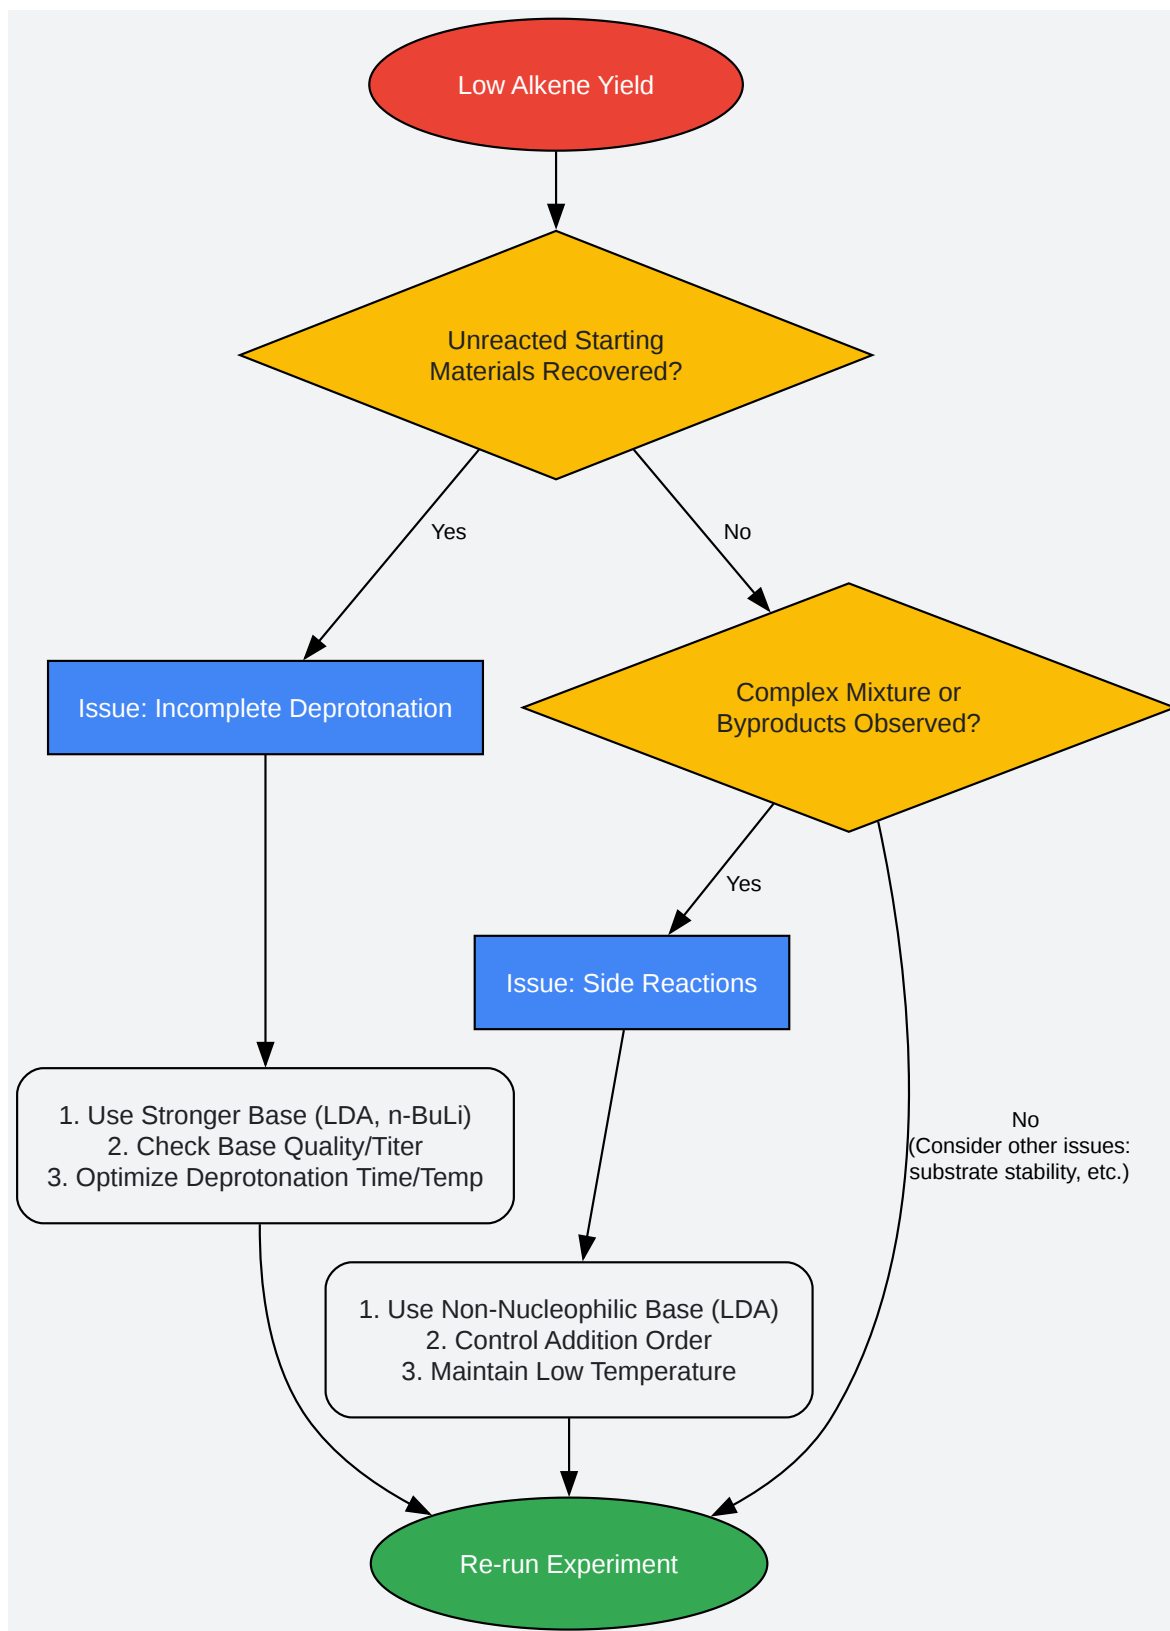 Low Alkene Yield
Unreacted Starting
Materials Recovered?
Yes
No
Issue: Incomplete Deprotonation
Complex Mixture or
Byproducts Observed?
Yes
Issue: Side Reactions
1. Use Stronger Base (LDA, n-BuLi)
2. Check Base Quality/Titer
3. Optimize Deprotonation Time/Temp
No
(Consider other issues:
substrate stability, etc.)
1. Use Non-Nucleophilic Base (LDA)
2. Control Addition Order
3. Maintain Low Temperature
Re-run Experiment